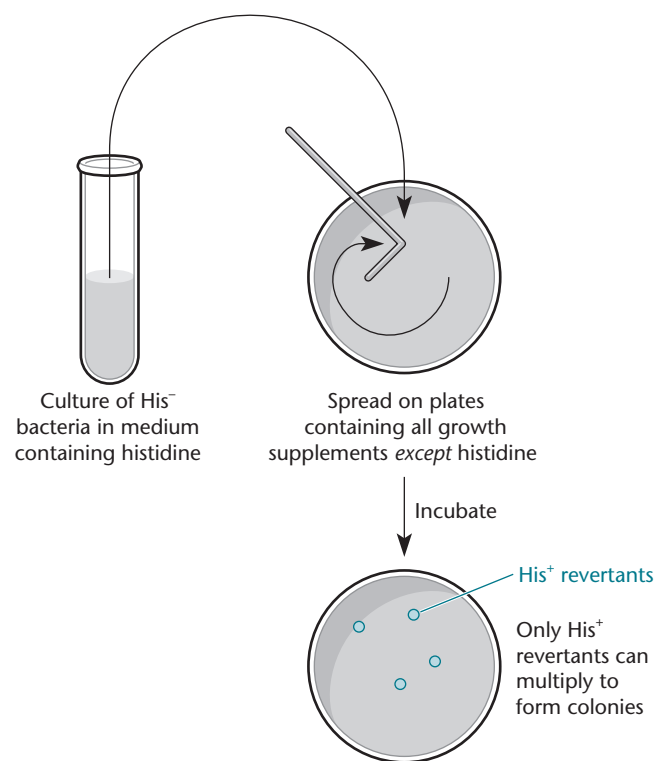 Culture of His⁻
bacteria in medium
containing histidine
Spread on plates
containing all growth
supplements except histidine
Incubate
His⁺ revertants
Only His⁺
revertants can
multiply to
form colonies